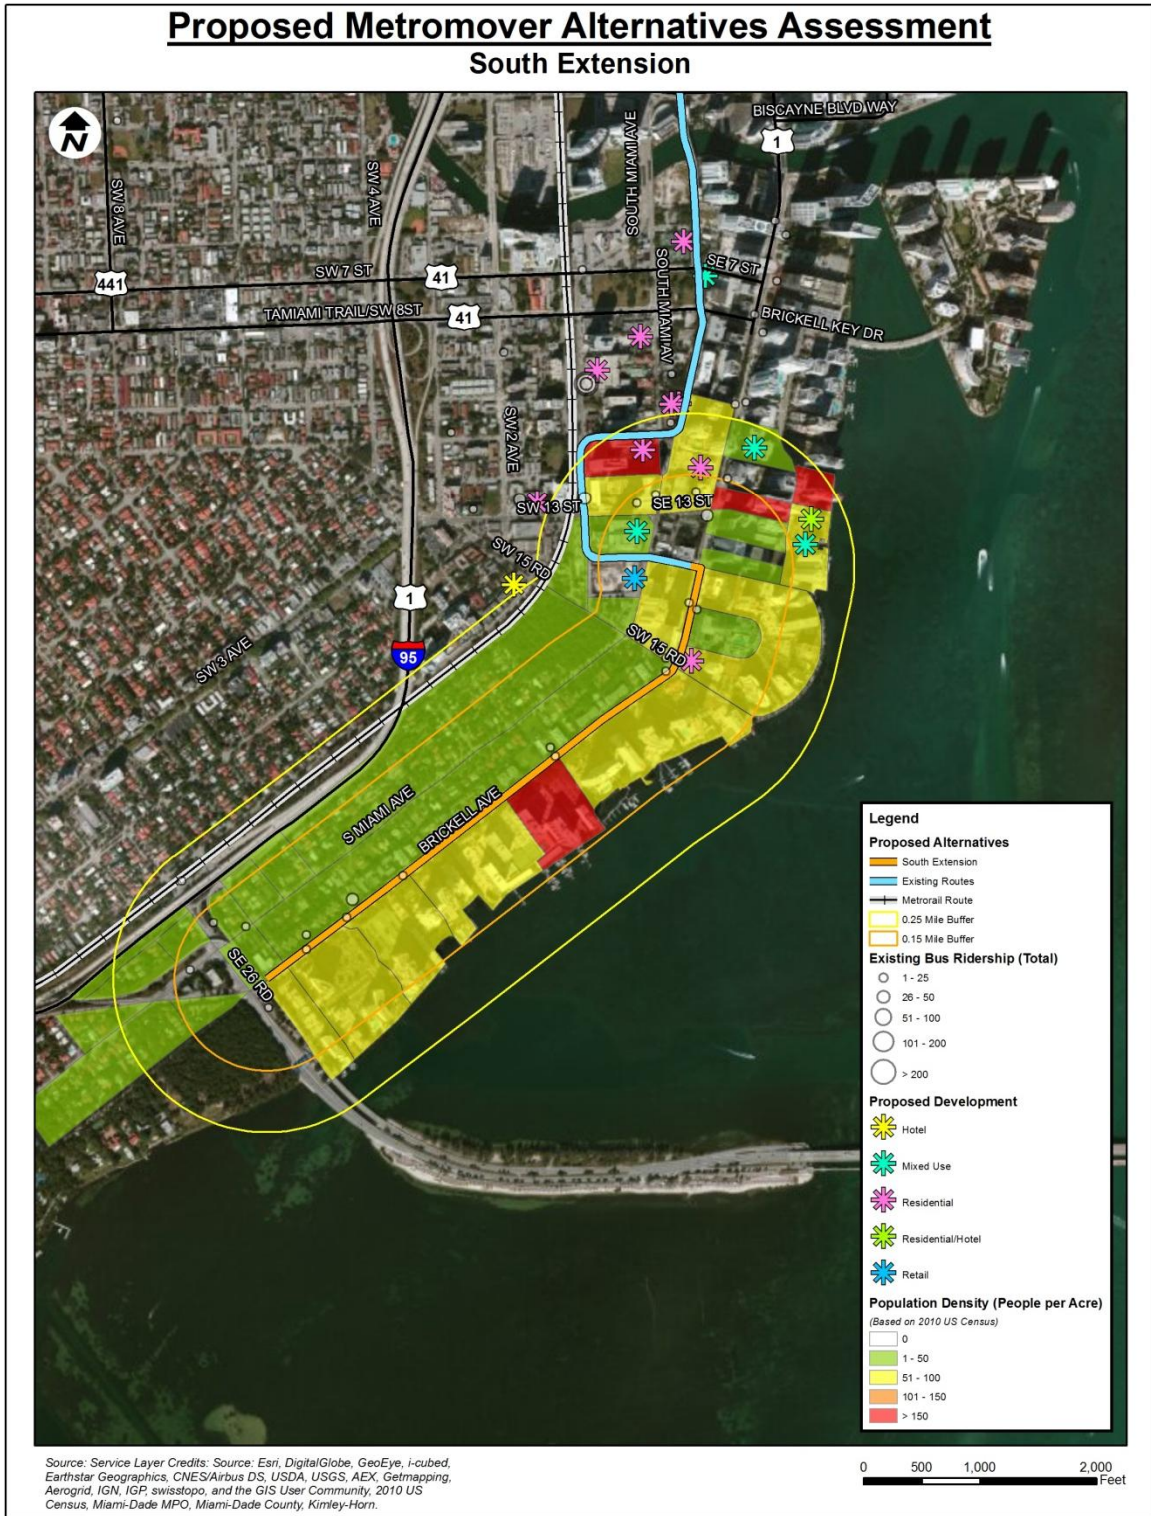 Proposed Metromover Alternatives Assessment
South Extension
N
BISCAYNE BLVD WAY
1
SW 8 AVE
SW 4 AVE
SOUTH MIAMI AVE
SW 7 ST
441
41
SE 7 ST
SOUTH MIAMI AV
TAMIAMI TRAIL/SW 8ST
41
BRICKELL KEY DR
SW 2 AVE
SW 13 ST
SE 13 ST
SW 15 RD
1
95
SW 3 AVE
SW 15 RD
S MIAMI AVE
BRICKELL AVE
SE 26 RD
Legend
Proposed Alternatives
South Extension
Existing Routes
Metrorail Route
0.25 Mile Buffer
0.15 Mile Buffer
Existing Bus Ridership (Total)
1 - 25
26 - 50
51 - 100
101 - 200
> 200
Proposed Development
Hotel
Mixed Use
Residential
Residential/Hotel
Retail
Population Density (People per Acre)
(Based on 2010 US Census)
0
1 - 50
51 - 100
101 - 150
> 150
Source: Service Layer Credits: Source: Esri, DigitalGlobe, GeoEye, i-cubed,
Earthstar Geographics, CNES/Airbus DS, USDA, USGS, AEX, Getmapping,
Aerogrid, IGN, IGP, swisstopo, and the GIS User Community, 2010 US
Census, Miami-Dade MPO, Miami-Dade County, Kimley-Horn.
0 500 1,000 2,000
Feet